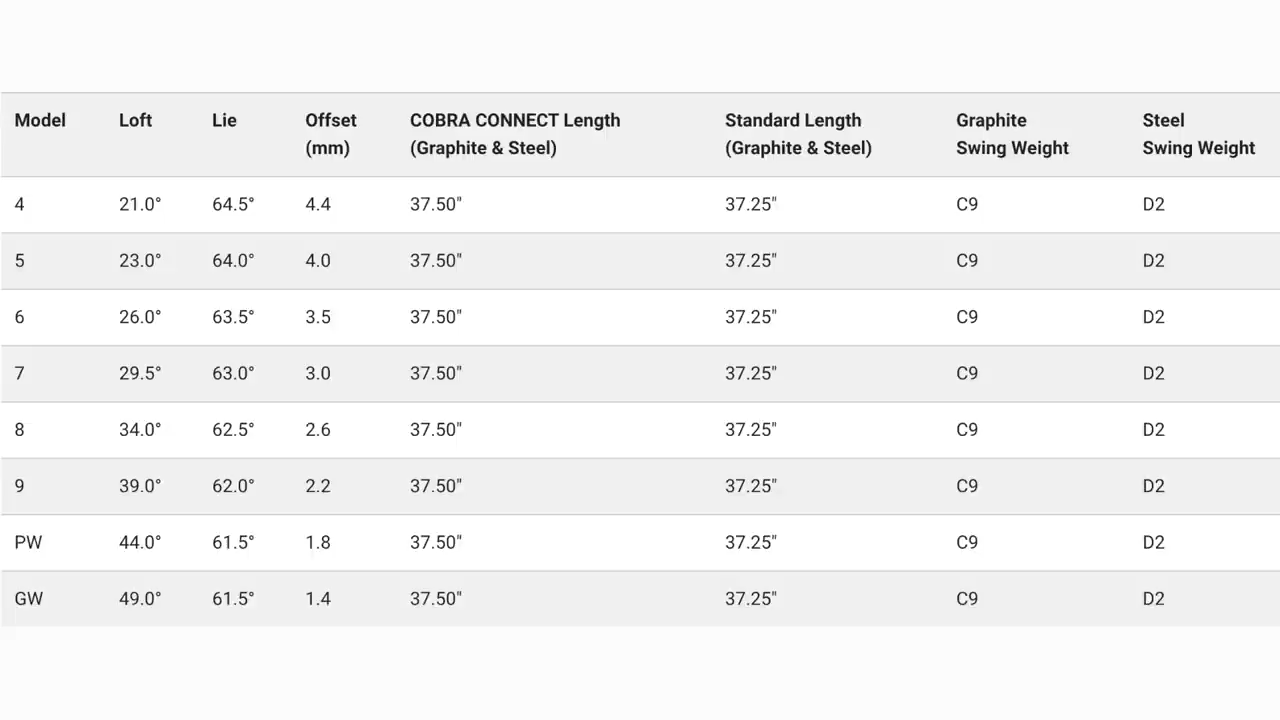 Model Loft Lie Offset (mm) COBRA CONNECT Length (Graphite & Steel) Standard Length (Graphite & Steel) Graphite Swing Weight Steel Swing Weight
4 21.0° 64.5° 4.4 37.50" 37.25" C9 D2
5 23.0° 64.0° 4.0 37.50" 37.25" C9 D2
6 26.0° 63.5° 3.5 37.50" 37.25" C9 D2
7 29.5° 63.0° 3.0 37.50" 37.25" C9 D2
8 34.0° 62.5° 2.6 37.50" 37.25" C9 D2
9 39.0° 62.0° 2.2 37.50" 37.25" C9 D2
PW 44.0° 61.5° 1.8 37.50" 37.25" C9 D2
GW 49.0° 61.5° 1.4 37.50" 37.25" C9 D2